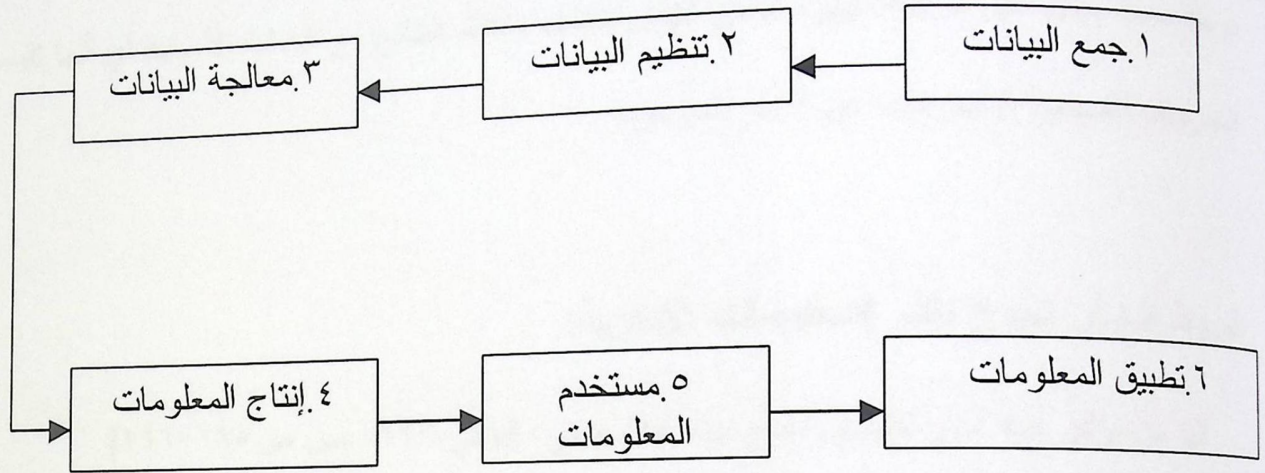 ١.جمع البيانات
٢.تنظيم البيانات
٣.معالجة البيانات
٤.إنتاج المعلومات
٥.مستخدم
المعلومات
٦.تطبيق المعلومات